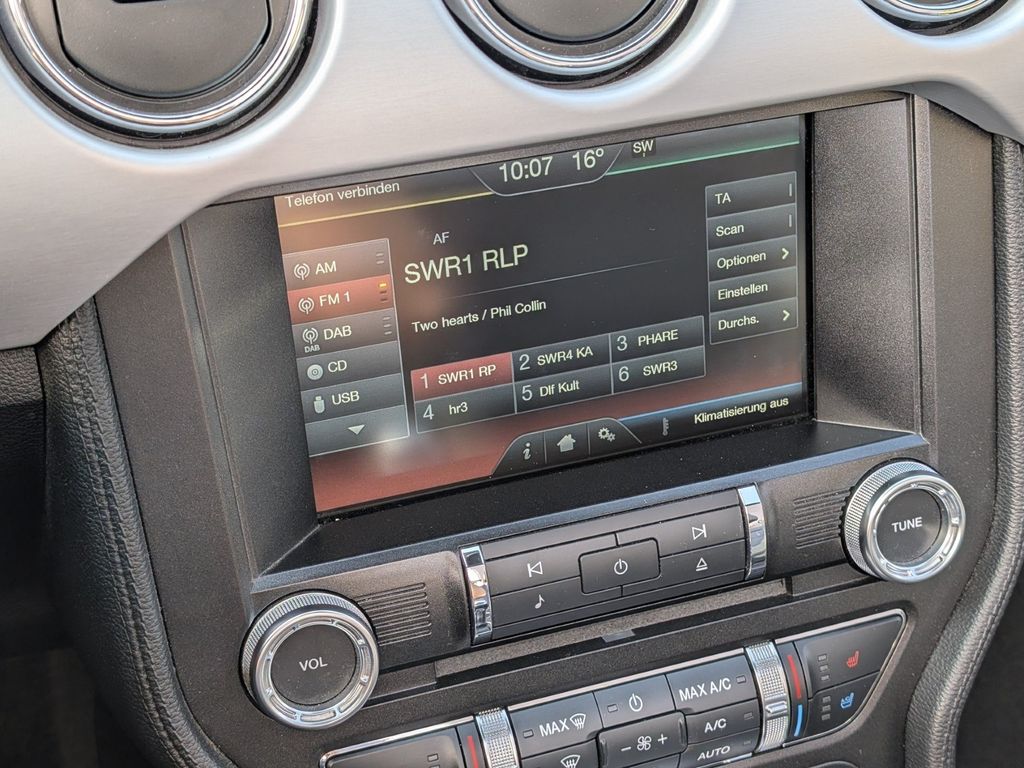 10:07 16° SW
Telefon verbinden
AF
SWR1 RLP
Two hearts / Phil Collin
AM
FM 1
DAB
DAB
CD
USB
TA
Scan
Optionen
Einstellen
Durchs.
1 SWR1 RP
2 SWR4 KA
3 PHARE
4 hr3
5 Dlf Kult
6 SWR3
i
Klimatisierung aus
VOL
TUNE
MAX
MAX A/C
A/C
- +
AUTO